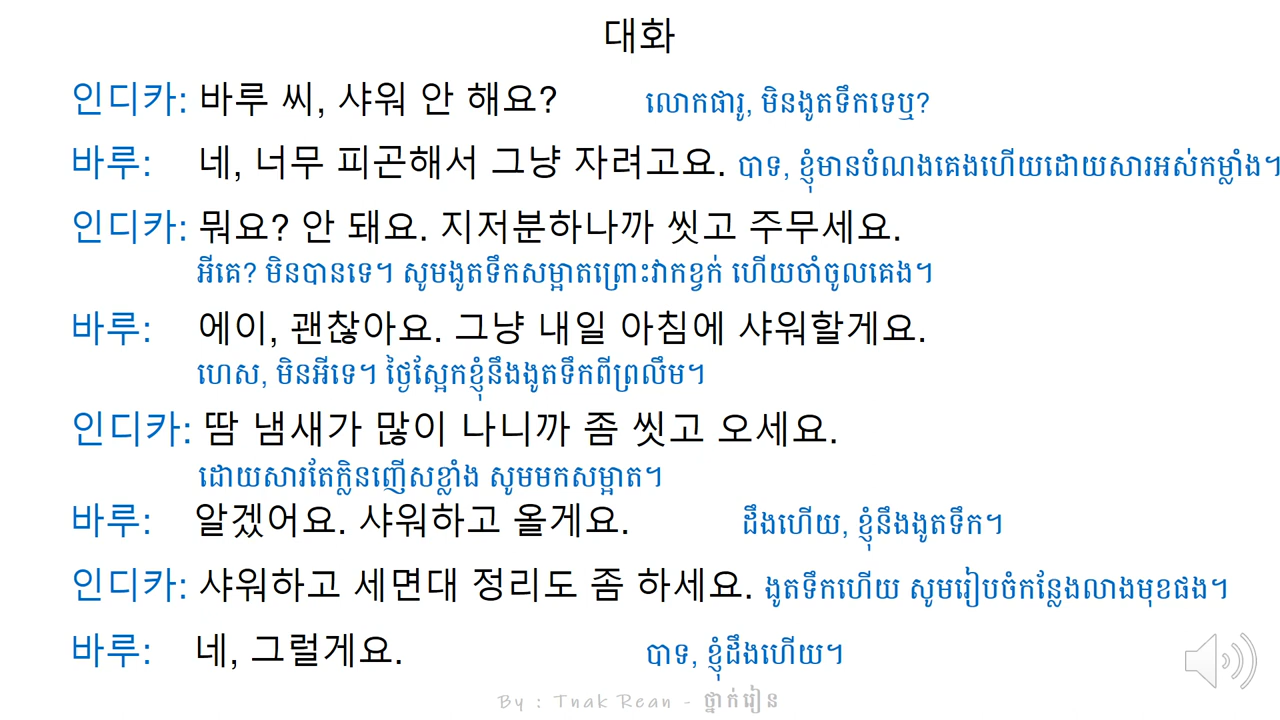 대화
인디카: 바루 씨, 샤워 안 해요? លោកផារូ, មិនងូតទឹកទេឬ?
바루: 네, 너무 피곤해서 그냥 자려고요. បាទ, ខ្ញុំមានបំណងគេងហើយដោយសារអស់កម្លាំង។
인디카: 뭐요? 안 돼요. 지저분하나까 씻고 주무세요.
អីគេ? មិនបានទេ។ សូមងូតទឹកសម្អាតព្រោះវាកខ្វក់ ហើយចាំចូលគេង។
바루: 에이, 괜찮아요. 그냥 내일 아침에 샤워할게요.
ហេស, មិនអីទេ។ ថ្ងៃស្អែកខ្ញុំនឹងងូតទឹកពីព្រលឹម។
인디카: 땀 냄새가 많이 나니까 좀 씻고 오세요.
ដោយសារតែក្លិនញើសខ្លាំង សូមមកសម្អាត។
바루: 알겠어요. 샤워하고 올게요. ដឹងហើយ, ខ្ញុំនឹងងូតទឹក។
인디카: 샤워하고 세면대 정리도 좀 하세요. ងូតទឹកហើយ សូមរៀបចំកន្លែងលាងមុខផង។
바루: 네, 그럴게요. បាទ, ខ្ញុំដឹងហើយ។
By : Tnak Rean - ថ្នាក់រៀន